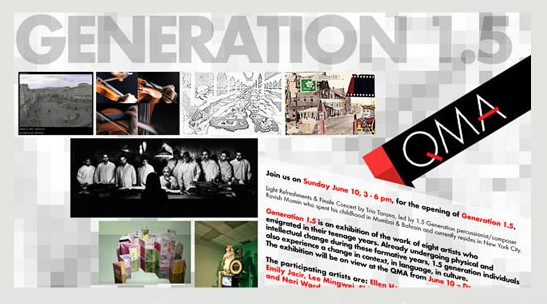 GENERATION 1.5
QMA
Join us on Sunday June 10, 3 - 6 pm, for the opening of Generation 1.5.
Light Refreshments & Finale Concert by Trio Tarana, led by 1.5 Generation percussionist/composer
Ravish Momin who spent his childhood in Mumbai & Bahrain and currently resides in New York City.
Generation 1.5 is an exhibition of the work of eight artists who
emigrated in their teenage years. Already undergoing physical and
intellectual change during these formative years, 1.5 generation individuals
also experience a change in context, in language, in culture.
The exhibition will be on view at the QMA from June 10 –
The participating artists are: Ellen
Emily Jacir, Lee Mingwei,
and Nari Ward